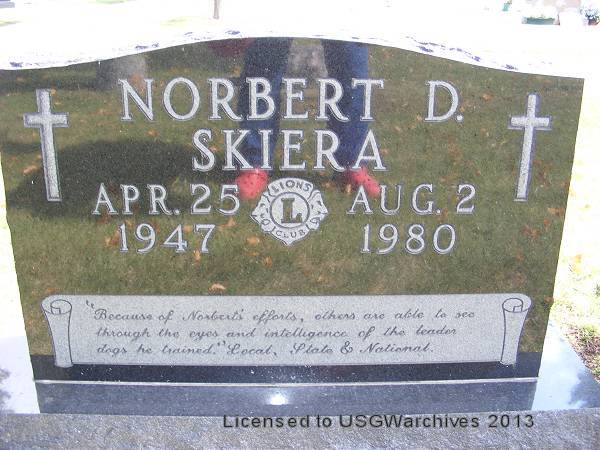 NORBERT D.
SKIERA
APR. 25 1947
LIONS
L
CLUB
AUG. 2 1980
"Because of Norbert's efforts, others are able to see
through the eyes and intelligence of the leader
dogs he trained." Local, State & National.
Licensed to USGWarchives 2013